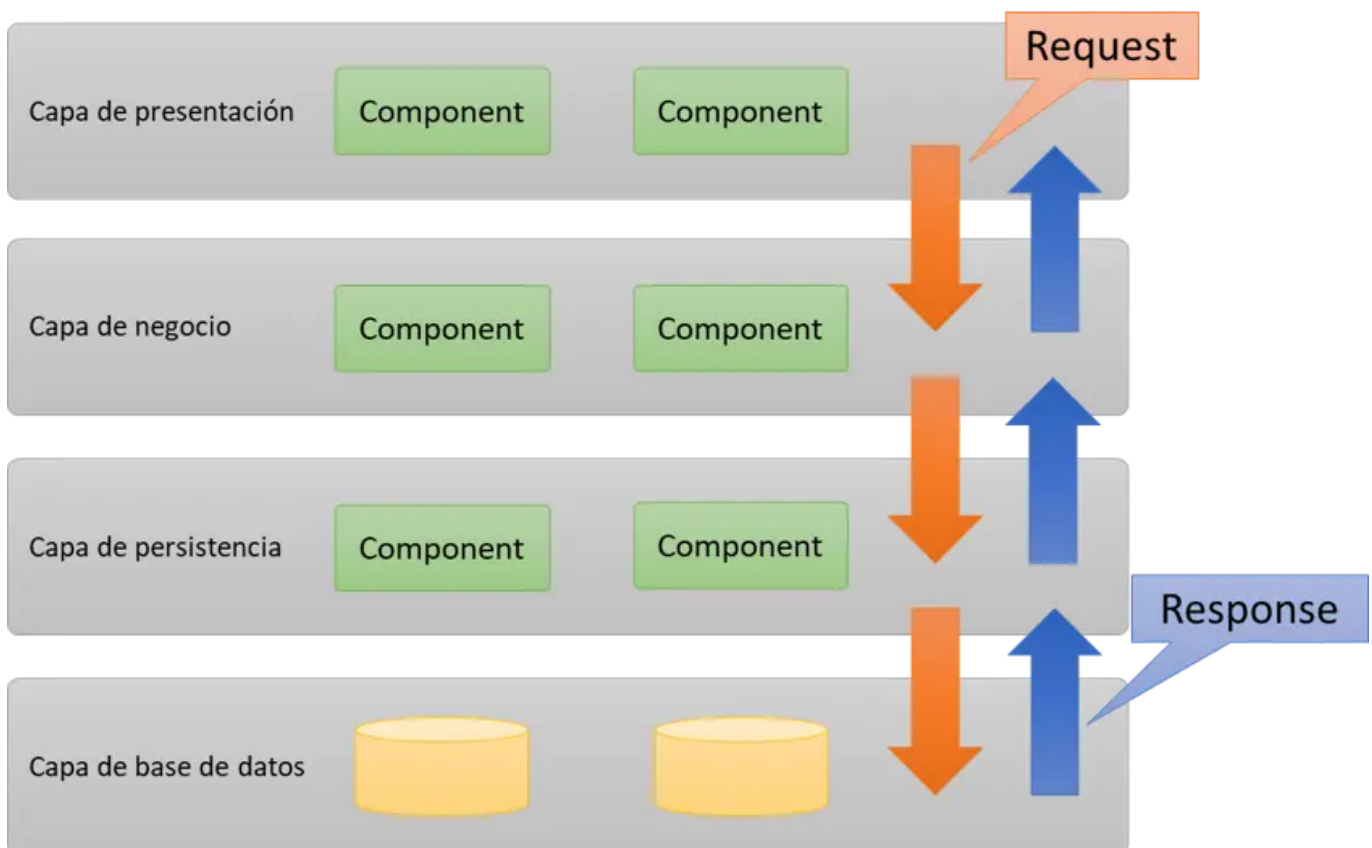 Request
Capa de presentación
Component
Component
Capa de negocio
Component
Component
Capa de persistencia
Component
Component
Response
Capa de base de datos